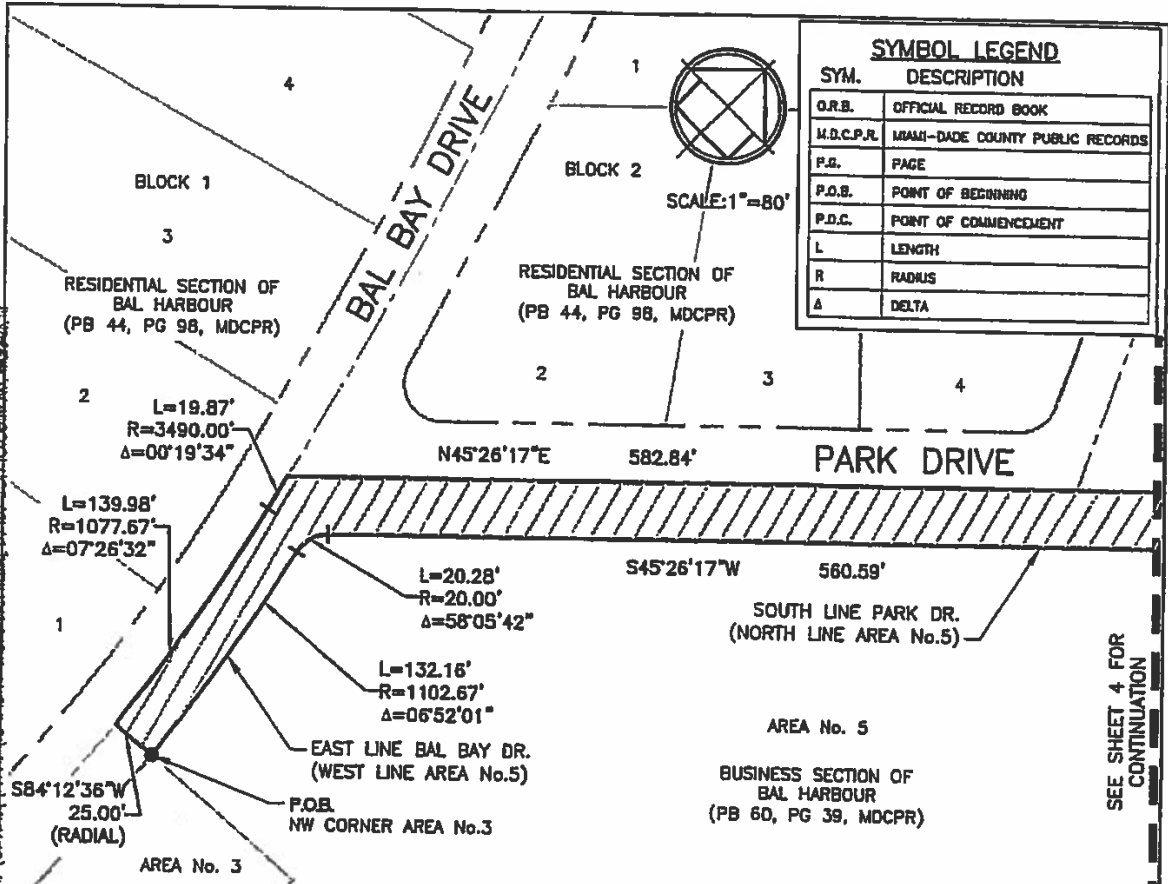 SYMBOL LEGEND
SYM. DESCRIPTION
O.R.B. OFFICIAL RECORD BOOK
M.D.C.P.R. MIAMI-DADE COUNTY PUBLIC RECORDS
P.G. PAGE
P.O.B. POINT OF BEGINNING
P.O.C. POINT OF COMMENCEMENT
L LENGTH
R RADIUS
Δ DELTA
4
1
BAL BAY DRIVE
BLOCK 1
BLOCK 2
SCALE:1"=80'
3
RESIDENTIAL SECTION OF
BAL HARBOUR
(PB 44, PG 98, MDCPR)
RESIDENTIAL SECTION OF
BAL HARBOUR
(PB 44, PG 98, MDCPR)
2
3
4
2
L=19.87'
R=3490.00'
Δ=00°19'34"
N45°26'17"E 582.84'
PARK DRIVE
L=139.98'
R=1077.67'
Δ=07°26'32"
S45°26'17"W 560.59'
L=20.28'
R=20.00'
Δ=58°05'42"
SOUTH LINE PARK DR.
(NORTH LINE AREA No.5)
1
L=132.16'
R=1102.67'
Δ=06°52'01"
SEE SHEET 4 FOR
CONTINUATION
AREA No. 5
EAST LINE BAL BAY DR.
(WEST LINE AREA No.5)
BUSINESS SECTION OF
BAL HARBOUR
(PB 60, PG 39, MDCPR)
S84°12'36"W
25.00'
(RADIAL)
P.O.B.
NW CORNER AREA No.3
AREA No. 3